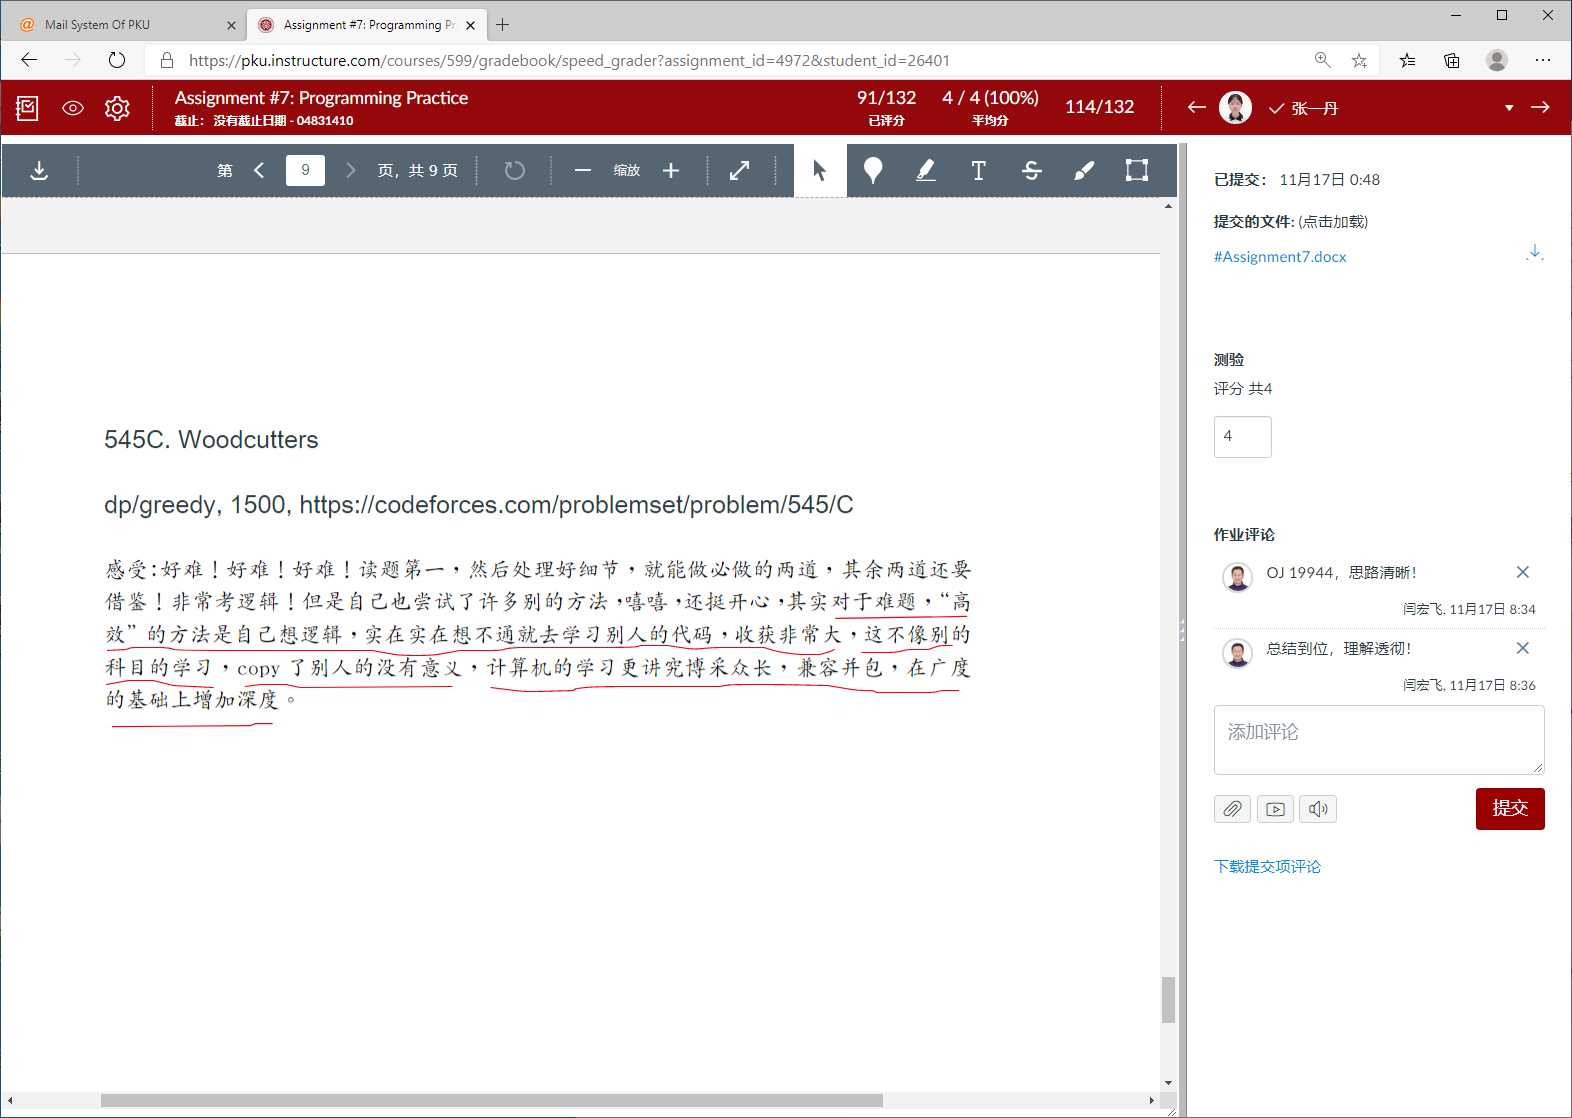 Mail System Of PKU
Assignment #7: Programming Pr
https://pku.instructure.com/courses/599/gradebook/speed_grader?assignment_id=4972&student_id=26401
Assignment #7: Programming Practice
截止： 没有截止日期 - 04831410
91/132
已评分
4 / 4 (100%)
平均分
114/132
张一丹
第 9 页，共 9 页
缩放
T
S
545C. Woodcutters
dp/greedy, 1500, https://codeforces.com/problemset/problem/545/C
感受：好难！好难！好难！读题第一，然后处理好细节，就能做必做的两道，其余两道还要
借鉴！非常考逻辑！但是自己也尝试了许多别的方法，嘻嘻，还挺开心，其实对于难题，“高
效”的方法是自己想逻辑，实在实在想不通就去学习别人的代码，收获非常大，这不像别的
科目的学习，copy 了别人的没有意义，计算机的学习更讲究博采众长，兼容并包，在广度
的基础上增加深度。
已提交： 11月17日 0:48
提交的文件: (点击加载)
#Assignment7.docx
测验
评分 共4
4
作业评论
OJ 19944，思路清晰！
闫宏飞, 11月17日 8:34
总结到位，理解透彻！
闫宏飞, 11月17日 8:36
添加评论
提交
下载提交项评论